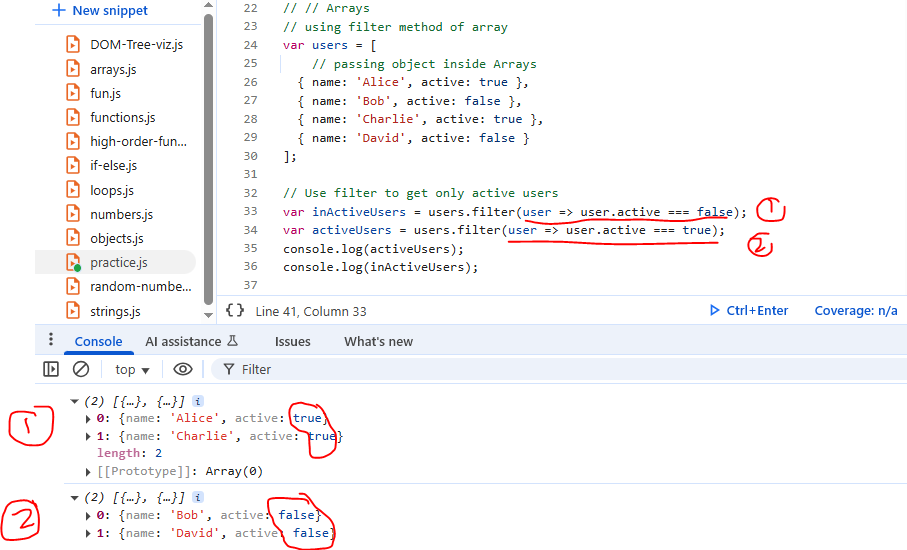 + New snippet
DOM-Tree-viz.js
arrays.js
fun.js
functions.js
high-order-fun...
if-else.js
loops.js
numbers.js
objects.js
practice.js
random-numbe...
strings.js
22 // // Arrays
23 // using filter method of array
24 var users = [
25 // passing object inside Arrays
26 { name: 'Alice', active: true },
27 { name: 'Bob', active: false },
28 { name: 'Charlie', active: true },
29 { name: 'David', active: false }
30 ];
31
32 // Use filter to get only active users
33 var inActiveUsers = users.filter(user => user.active === false); 1
34 var activeUsers = users.filter(user => user.active === true);
2
35 console.log(activeUsers);
36 console.log(inActiveUsers);
37
{} Line 41, Column 33 Ctrl+Enter Coverage: n/a
Console AI assistance Issues What's new
top Filter
(2) [{…}, {…}] i
1 0: {name: 'Alice', active: true}
1: {name: 'Charlie', active: true}
length: 2
[[Prototype]]: Array(0)
(2) [{…}, {…}] i
2 0: {name: 'Bob', active: false}
1: {name: 'David', active: false}